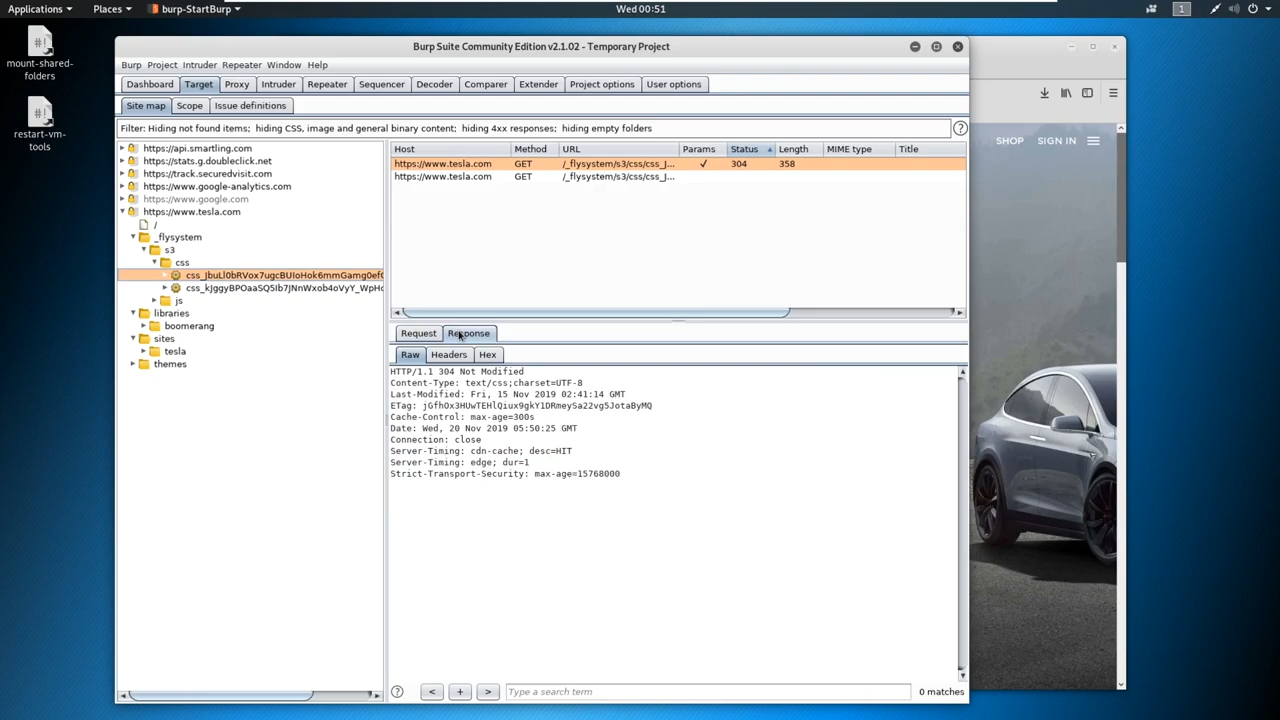 Applications Places burp-StartBurp Wed 00:51 1
mount-shared-folders
restart-vm-tools
Burp Suite Community Edition v2.1.02 - Temporary Project
Burp Project Intruder Repeater Window Help
Dashboard Target Proxy Intruder Repeater Sequencer Decoder Comparer Extender Project options User options
Site map Scope Issue definitions
Filter: Hiding not found items; hiding CSS, image and general binary content; hiding 4xx responses; hiding empty folders ?
https://api.smartling.com
https://stats.g.doubleclick.net
https://track.securedvisit.com
https://www.google-analytics.com
https://www.google.com
https://www.tesla.com
/
_flysystem
s3
css
css_JbuLl0bRVox7ugcBUIoHok6mmGamg0ef
css_kJggyBPOaaSQ5Ib7JNnWxob4oVyY_WpH
js
libraries
boomerang
sites
tesla
themes
Host Method URL Params Status Length MIME type Title
https://www.tesla.com GET /_flysystem/s3/css/css_J... ✓ 304 358
https://www.tesla.com GET /_flysystem/s3/css/css_J...
Request Response
Raw Headers Hex
HTTP/1.1 304 Not Modified
Content-Type: text/css;charset=UTF-8
Last-Modified: Fri, 15 Nov 2019 02:41:14 GMT
ETag: jGfhOx3HUwTEHlQiux9gkY1DRmeySa22vg5JotaByMQ
Cache-Control: max-age=300s
Date: Wed, 20 Nov 2019 05:50:25 GMT
Connection: close
Server-Timing: cdn-cache; desc=HIT
Server-Timing: edge; dur=1
Strict-Transport-Security: max-age=15768000
? < + > Type a search term 0 matches
SHOP SIGN IN